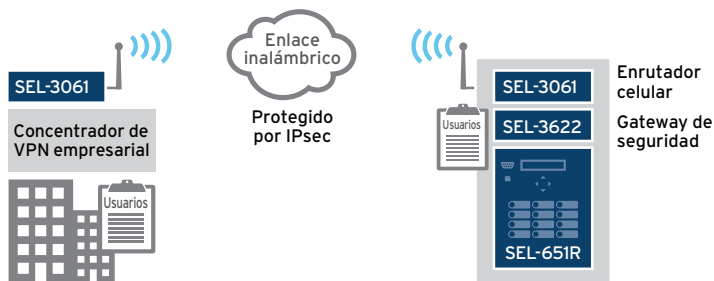 SEL-3061
Concentrador de
VPN empresarial
Usuarios
Enlace
inalámbrico
Protegido
por IPsec
Usuarios
SEL-3061
Enrutador
celular
SEL-3622
Gateway de
seguridad
SEL-651R